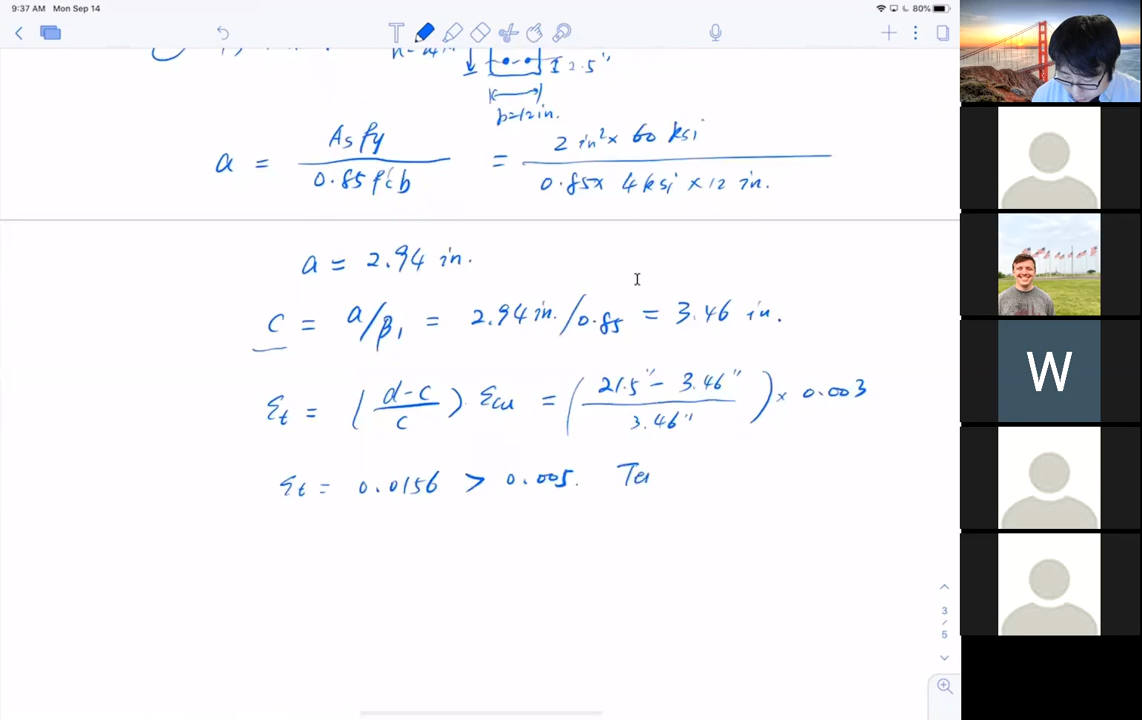 9:37 AM Mon Sep 14
80%
2.5"
b=12 in.
a = As fy / 0.85 f'c b = 2 in² × 60 ksi / 0.85 × 4 ksi × 12 in.
a = 2.94 in.
c = a/β1 = 2.94 in. / 0.85 = 3.46 in.
εt = (d-c / c) · εcu = (21.5" - 3.46" / 3.46") × 0.003
εt = 0.0156 > 0.005. Ten
3
/
5
W